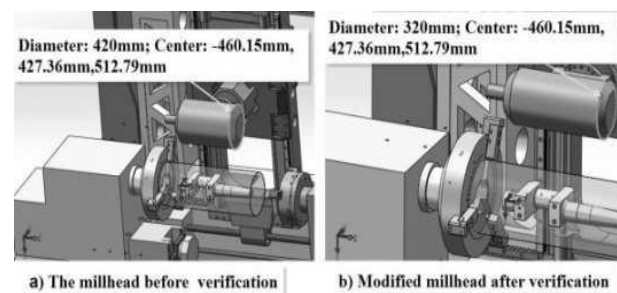 Diameter: 420mm; Center: -460.15mm,
427.36mm,512.79mm
Diameter: 320mm; Center: -460.15mm,
427.36mm,512.79mm
a) The millhead before verification
b) Modified millhead after verification